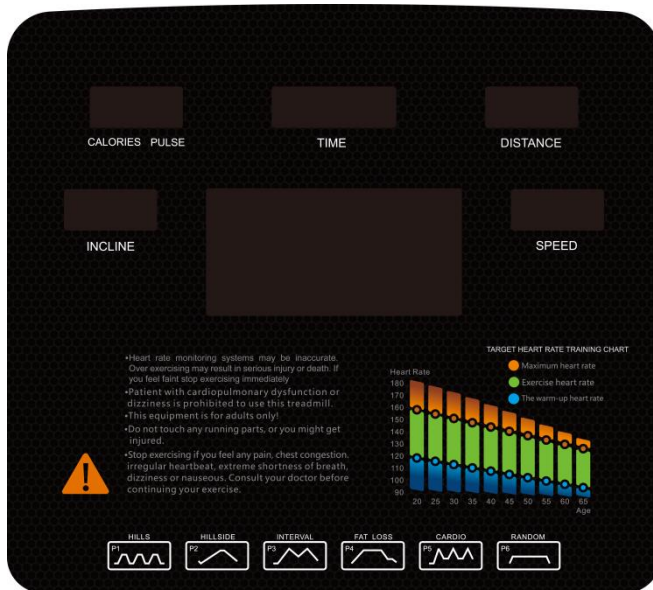 CALORIES PULSE
TIME
DISTANCE
INCLINE
SPEED
•Heart rate monitoring systems may be inaccurate.
Over exercising may result in serious injury or death. If
you feel faint stop exercising immediately
•Patient with cardiopulmonary dysfunction or
dizziness is prohibited to use this treadmill.
•This equipment is for adults only!
•Do not touch any running parts, or you might get
injured.
•Stop exercising if you feel any pain, chest congestion.
irregular heartbeat, extreme shortness of breath,
dizziness or nauseous. Consult your doctor before
continuing your exercise.
TARGET HEART RATE TRAINING CHART
Maximum heart rate
Exercise heart rate
The warm-up heart rate
Heart Rate
180
170
160
150
140
130
120
110
100
90
20 25 30 35 40 45 50 55 60 65
Age
HILLS HILLSIDE INTERVAL FAT LOSS CARDIO RANDOM
P1 P2 P3 P4 P5 P6